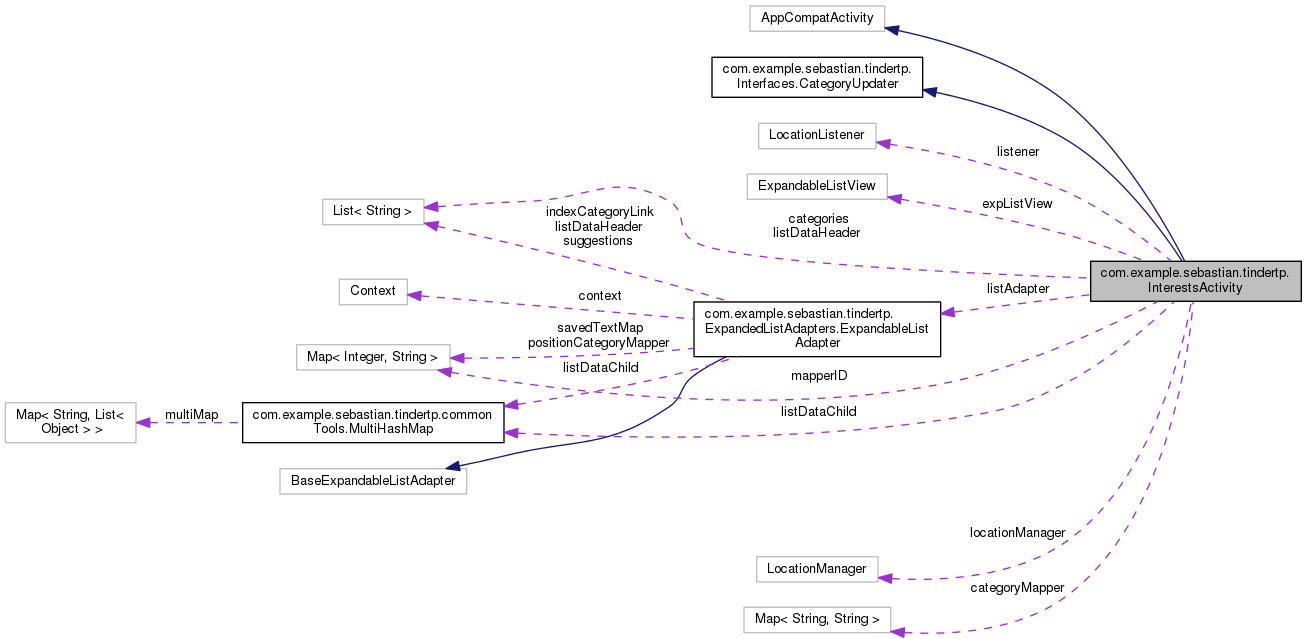 AppCompatActivity
com.example.sebastian.tindertp.
Interfaces.CategoryUpdater
LocationListener
listener
ExpandableListView
expListView
List< String >
indexCategoryLink
listDataHeader
suggestions
categories
listDataHeader
com.example.sebastian.tindertp.
InterestsActivity
Context
context
listAdapter
com.example.sebastian.tindertp.
ExpandedListAdapters.ExpandableList
Adapter
Map< Integer, String >
savedTextMap
positionCategoryMapper
listDataChild
mapperID
Map< String, List<
Object > >
multiMap
com.example.sebastian.tindertp.common
Tools.MultiHashMap
listDataChild
BaseExpandableListAdapter
locationManager
LocationManager
categoryMapper
Map< String, String >